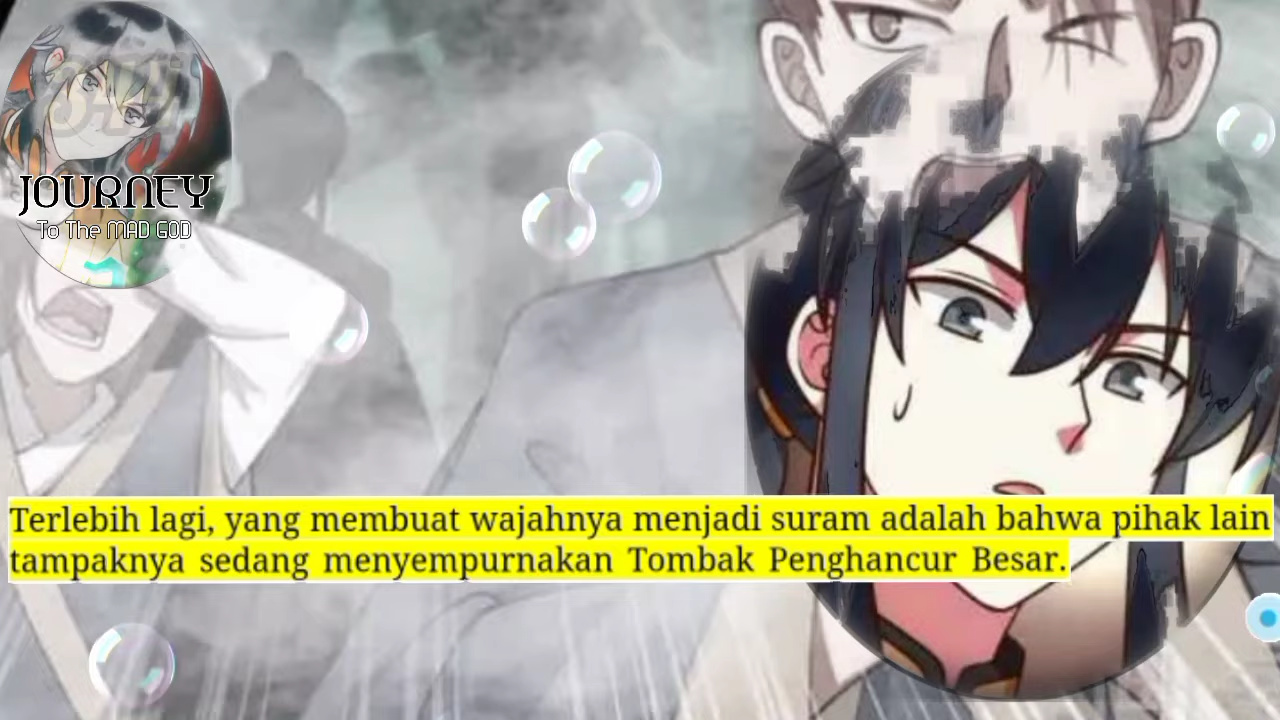 JOURNEY
To The MAD GOD
Terlebih lagi, yang membuat wajahnya menjadi suram adalah bahwa pihak lain
tampaknya sedang menyempurnakan Tombak Penghancur Besar.